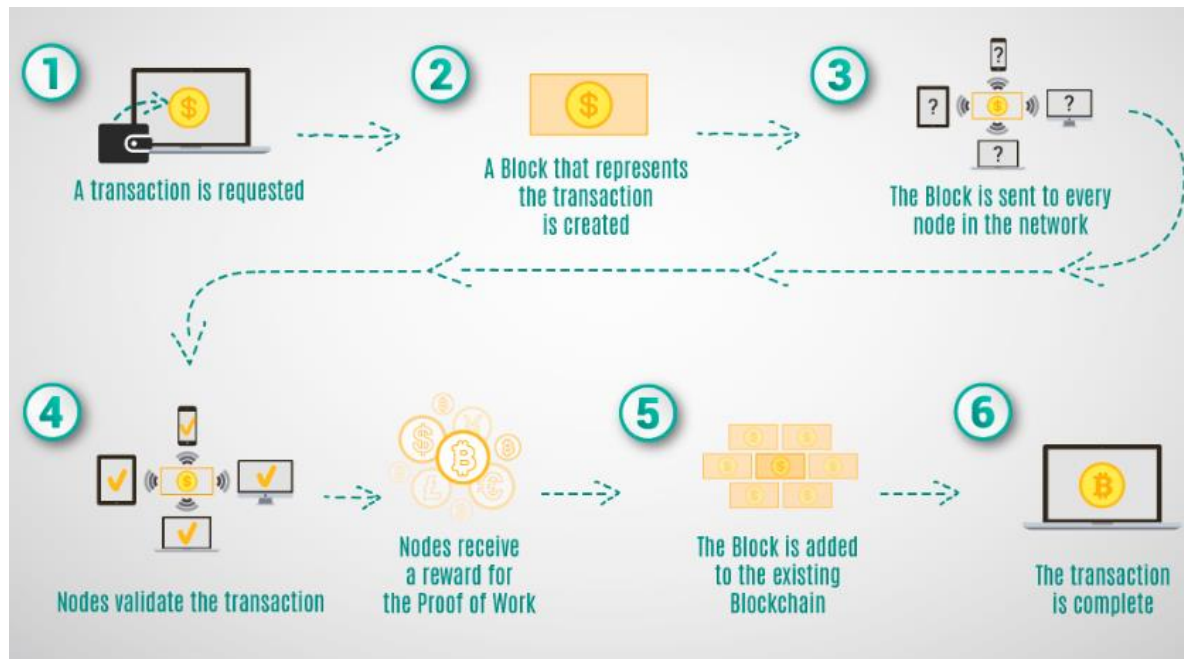 1
A transaction is requested
2
A Block that represents
the transaction
is created
3
The Block is sent to every
node in the network
4
Nodes validate the transaction
Nodes receive
a reward for
the Proof of Work
5
The Block is added
to the existing
Blockchain
6
The transaction
is complete